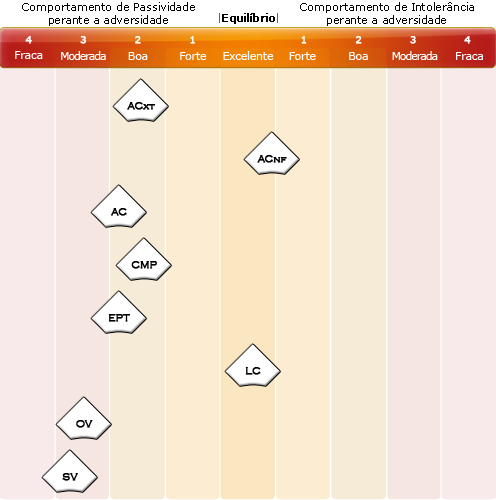 Comportamento de Passividade
perante a adversidade
|Equilíbrio|
Comportamento de Intolerância
perante a adversidade
4 3 2 1 1 2 3 4
Fraca Moderada Boa Forte Excelente Forte Boa Moderada Fraca
ACXT
ACNF
AC
CMP
EPT
LC
OV
SV